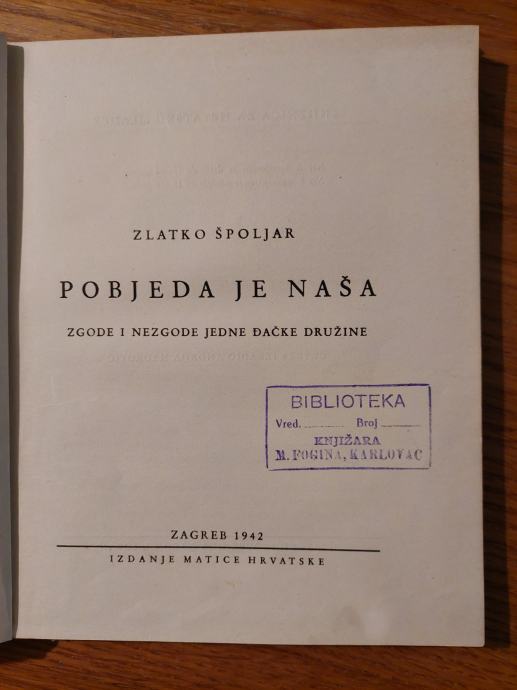 ZLATKO ŠPOLJAR
POBJEDA JE NAŠA
ZGODE I NEZGODE JEDNE ĐAČKE DRUŽINE
BIBLIOTEKA
Vred. Broj
KNJIŽARA
M. FOGINA, KARLOVAC
ZAGREB 1942
IZDANJE MATICE HRVATSKE